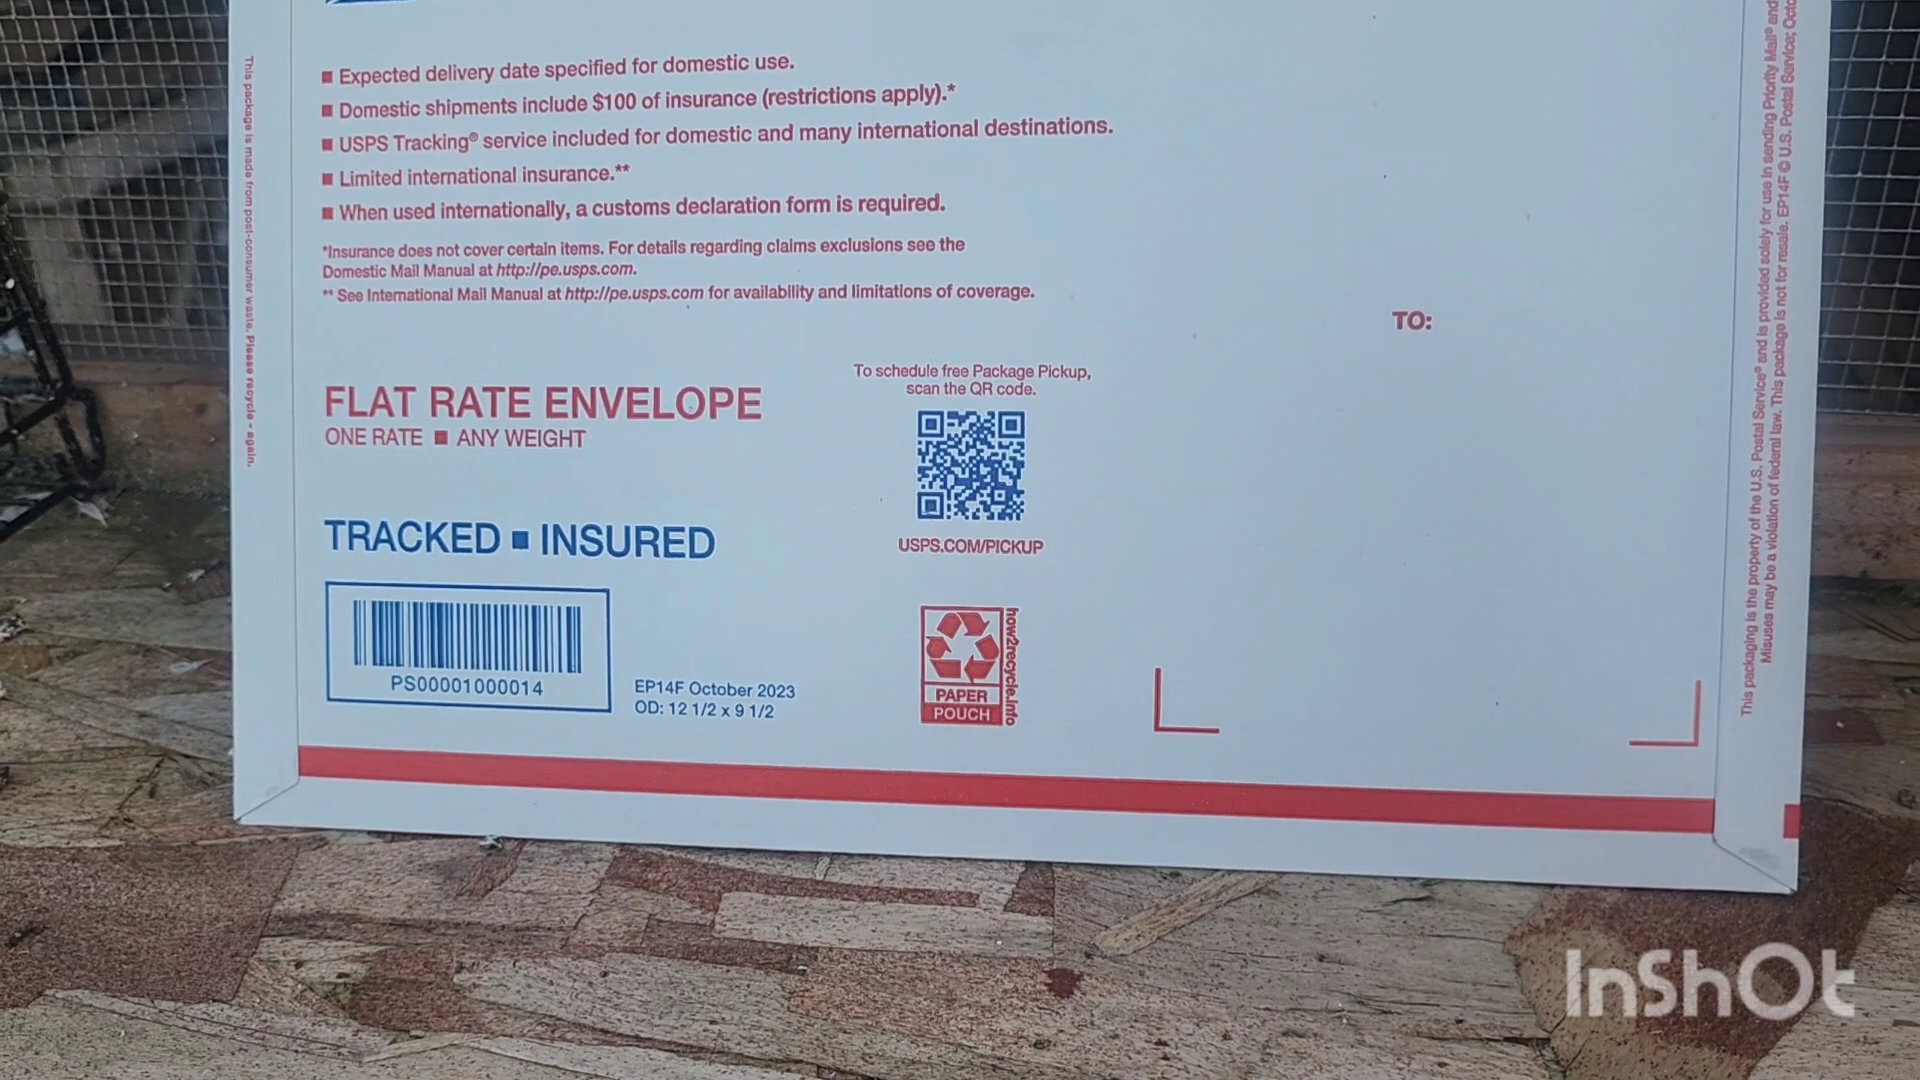 ■ Expected delivery date specified for domestic use.
■ Domestic shipments include $100 of insurance (restrictions apply).*
■ USPS Tracking® service included for domestic and many international destinations.
■ Limited international insurance.**
■ When used internationally, a customs declaration form is required.
*Insurance does not cover certain items. For details regarding claims exclusions see the
Domestic Mail Manual at http://pe.usps.com.
** See International Mail Manual at http://pe.usps.com for availability and limitations of coverage.
FLAT RATE ENVELOPE
ONE RATE ■ ANY WEIGHT
TRACKED ■ INSURED
PS00001000014
EP14F October 2023
OD: 12 1/2 x 9 1/2
To schedule free Package Pickup,
scan the QR code.
USPS.COM/PICKUP
PAPER
POUCH
how2recycle.info
TO:
This package is made from post-consumer waste. Please recycle - again.
This packaging is the property of the U.S. Postal Service® and is provided solely for use in sending Priority Mail® and
Misuses may be a violation of federal law. This package is not for resale. EP14F © U.S. Postal Service; Octo
InShOt